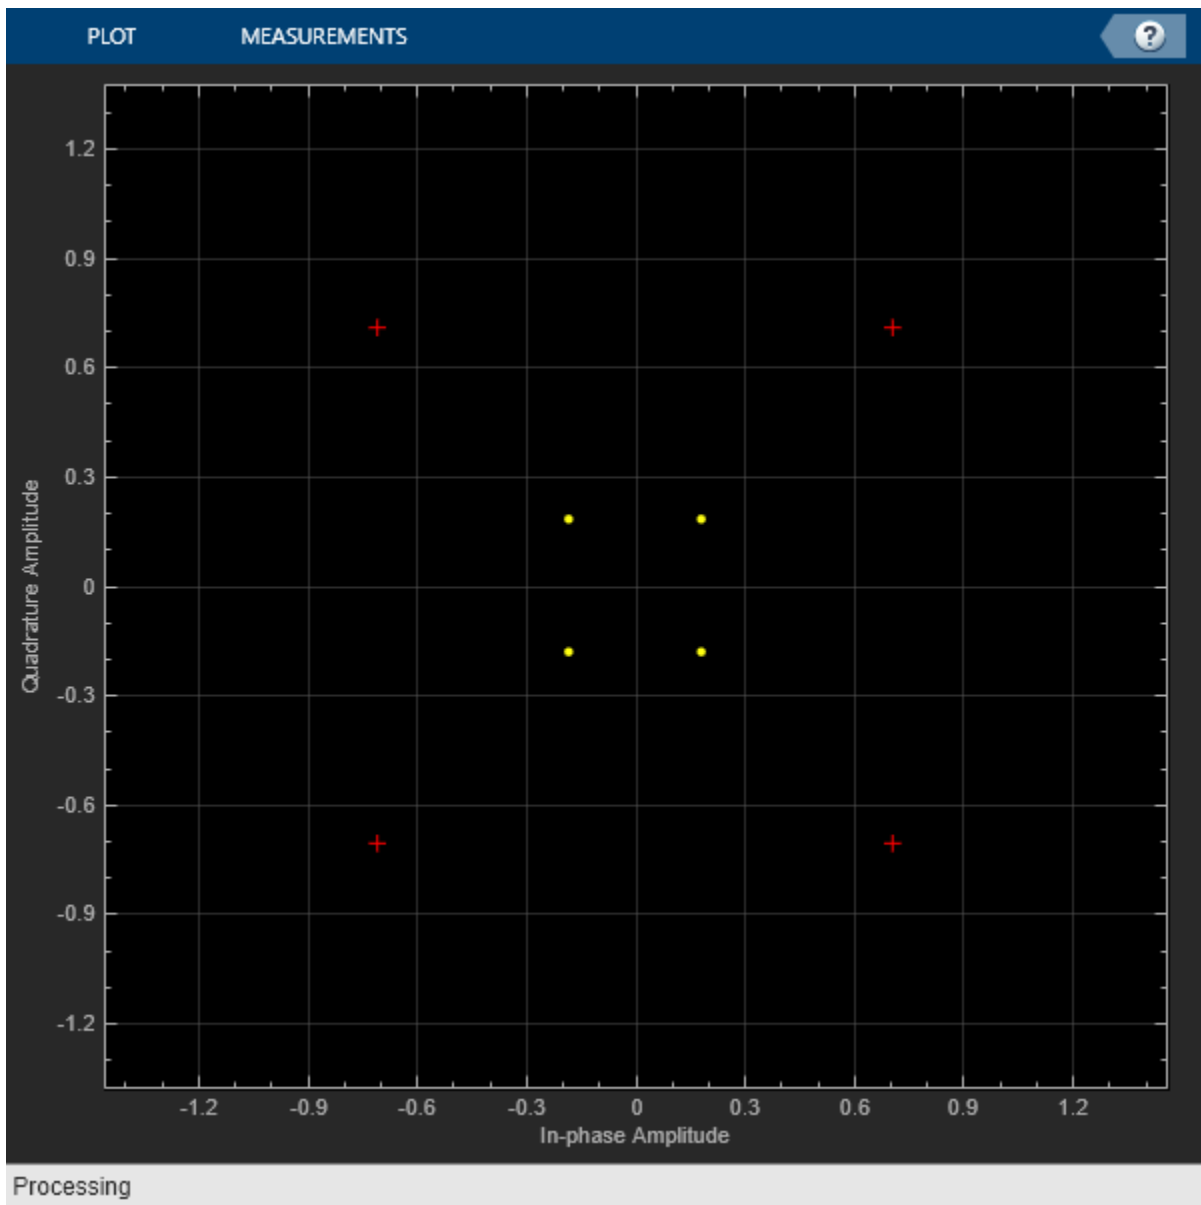 PLOT MEASUREMENTS ?
1.2
0.9
0.6
0.3
0
-0.3
-0.6
-0.9
-1.2
Quadrature Amplitude
-1.2 -0.9 -0.6 -0.3 0 0.3 0.6 0.9 1.2
In-phase Amplitude
Processing